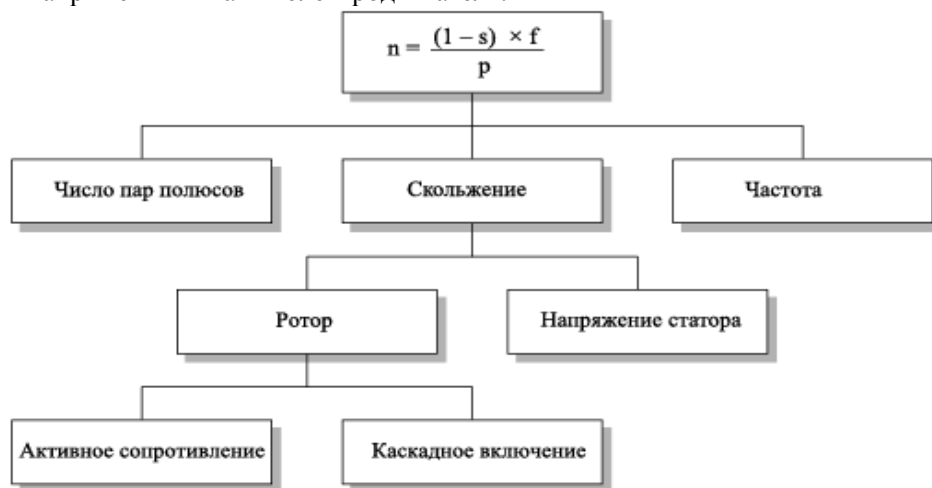 n = (1 – s) × f / p
Число пар полюсов
Скольжение
Частота
Ротор
Напряжение статора
Активное сопротивление
Каскадное включение